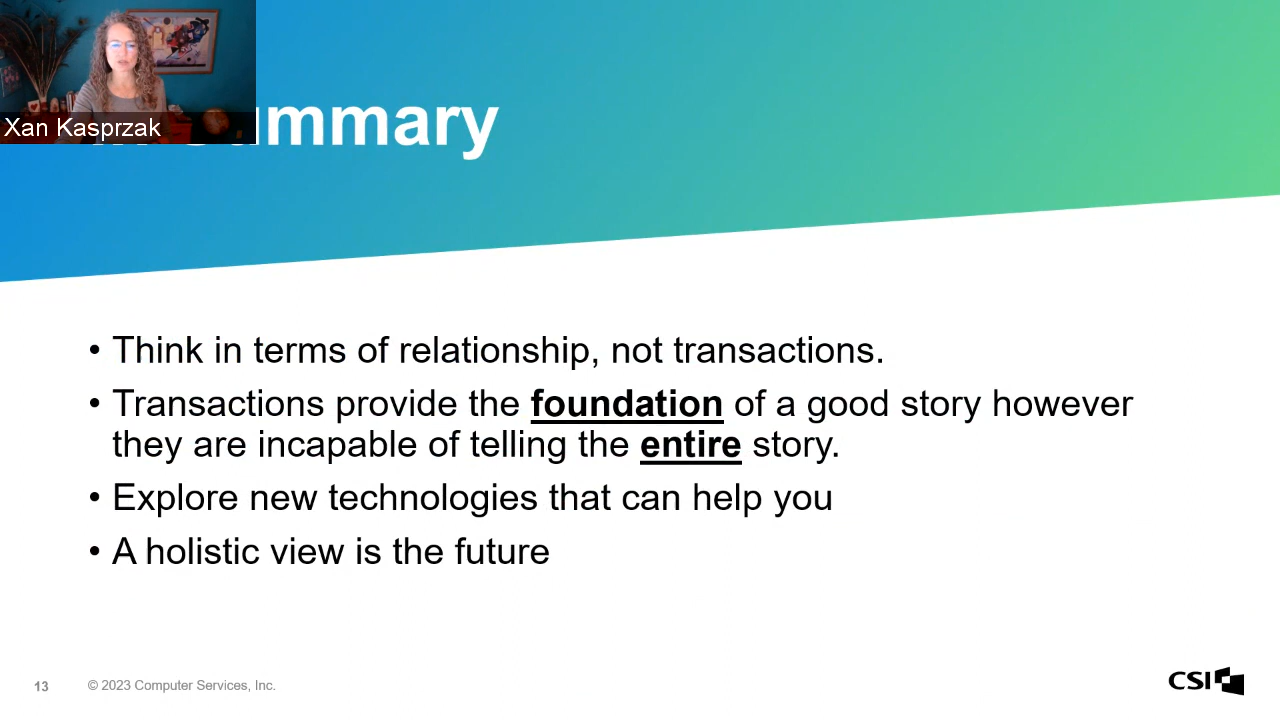 Xan Kasprzak
In Summary
• Think in terms of relationship, not transactions.
• Transactions provide the foundation of a good story however
they are incapable of telling the entire story.
• Explore new technologies that can help you
• A holistic view is the future
13
© 2023 Computer Services, Inc.
CSI